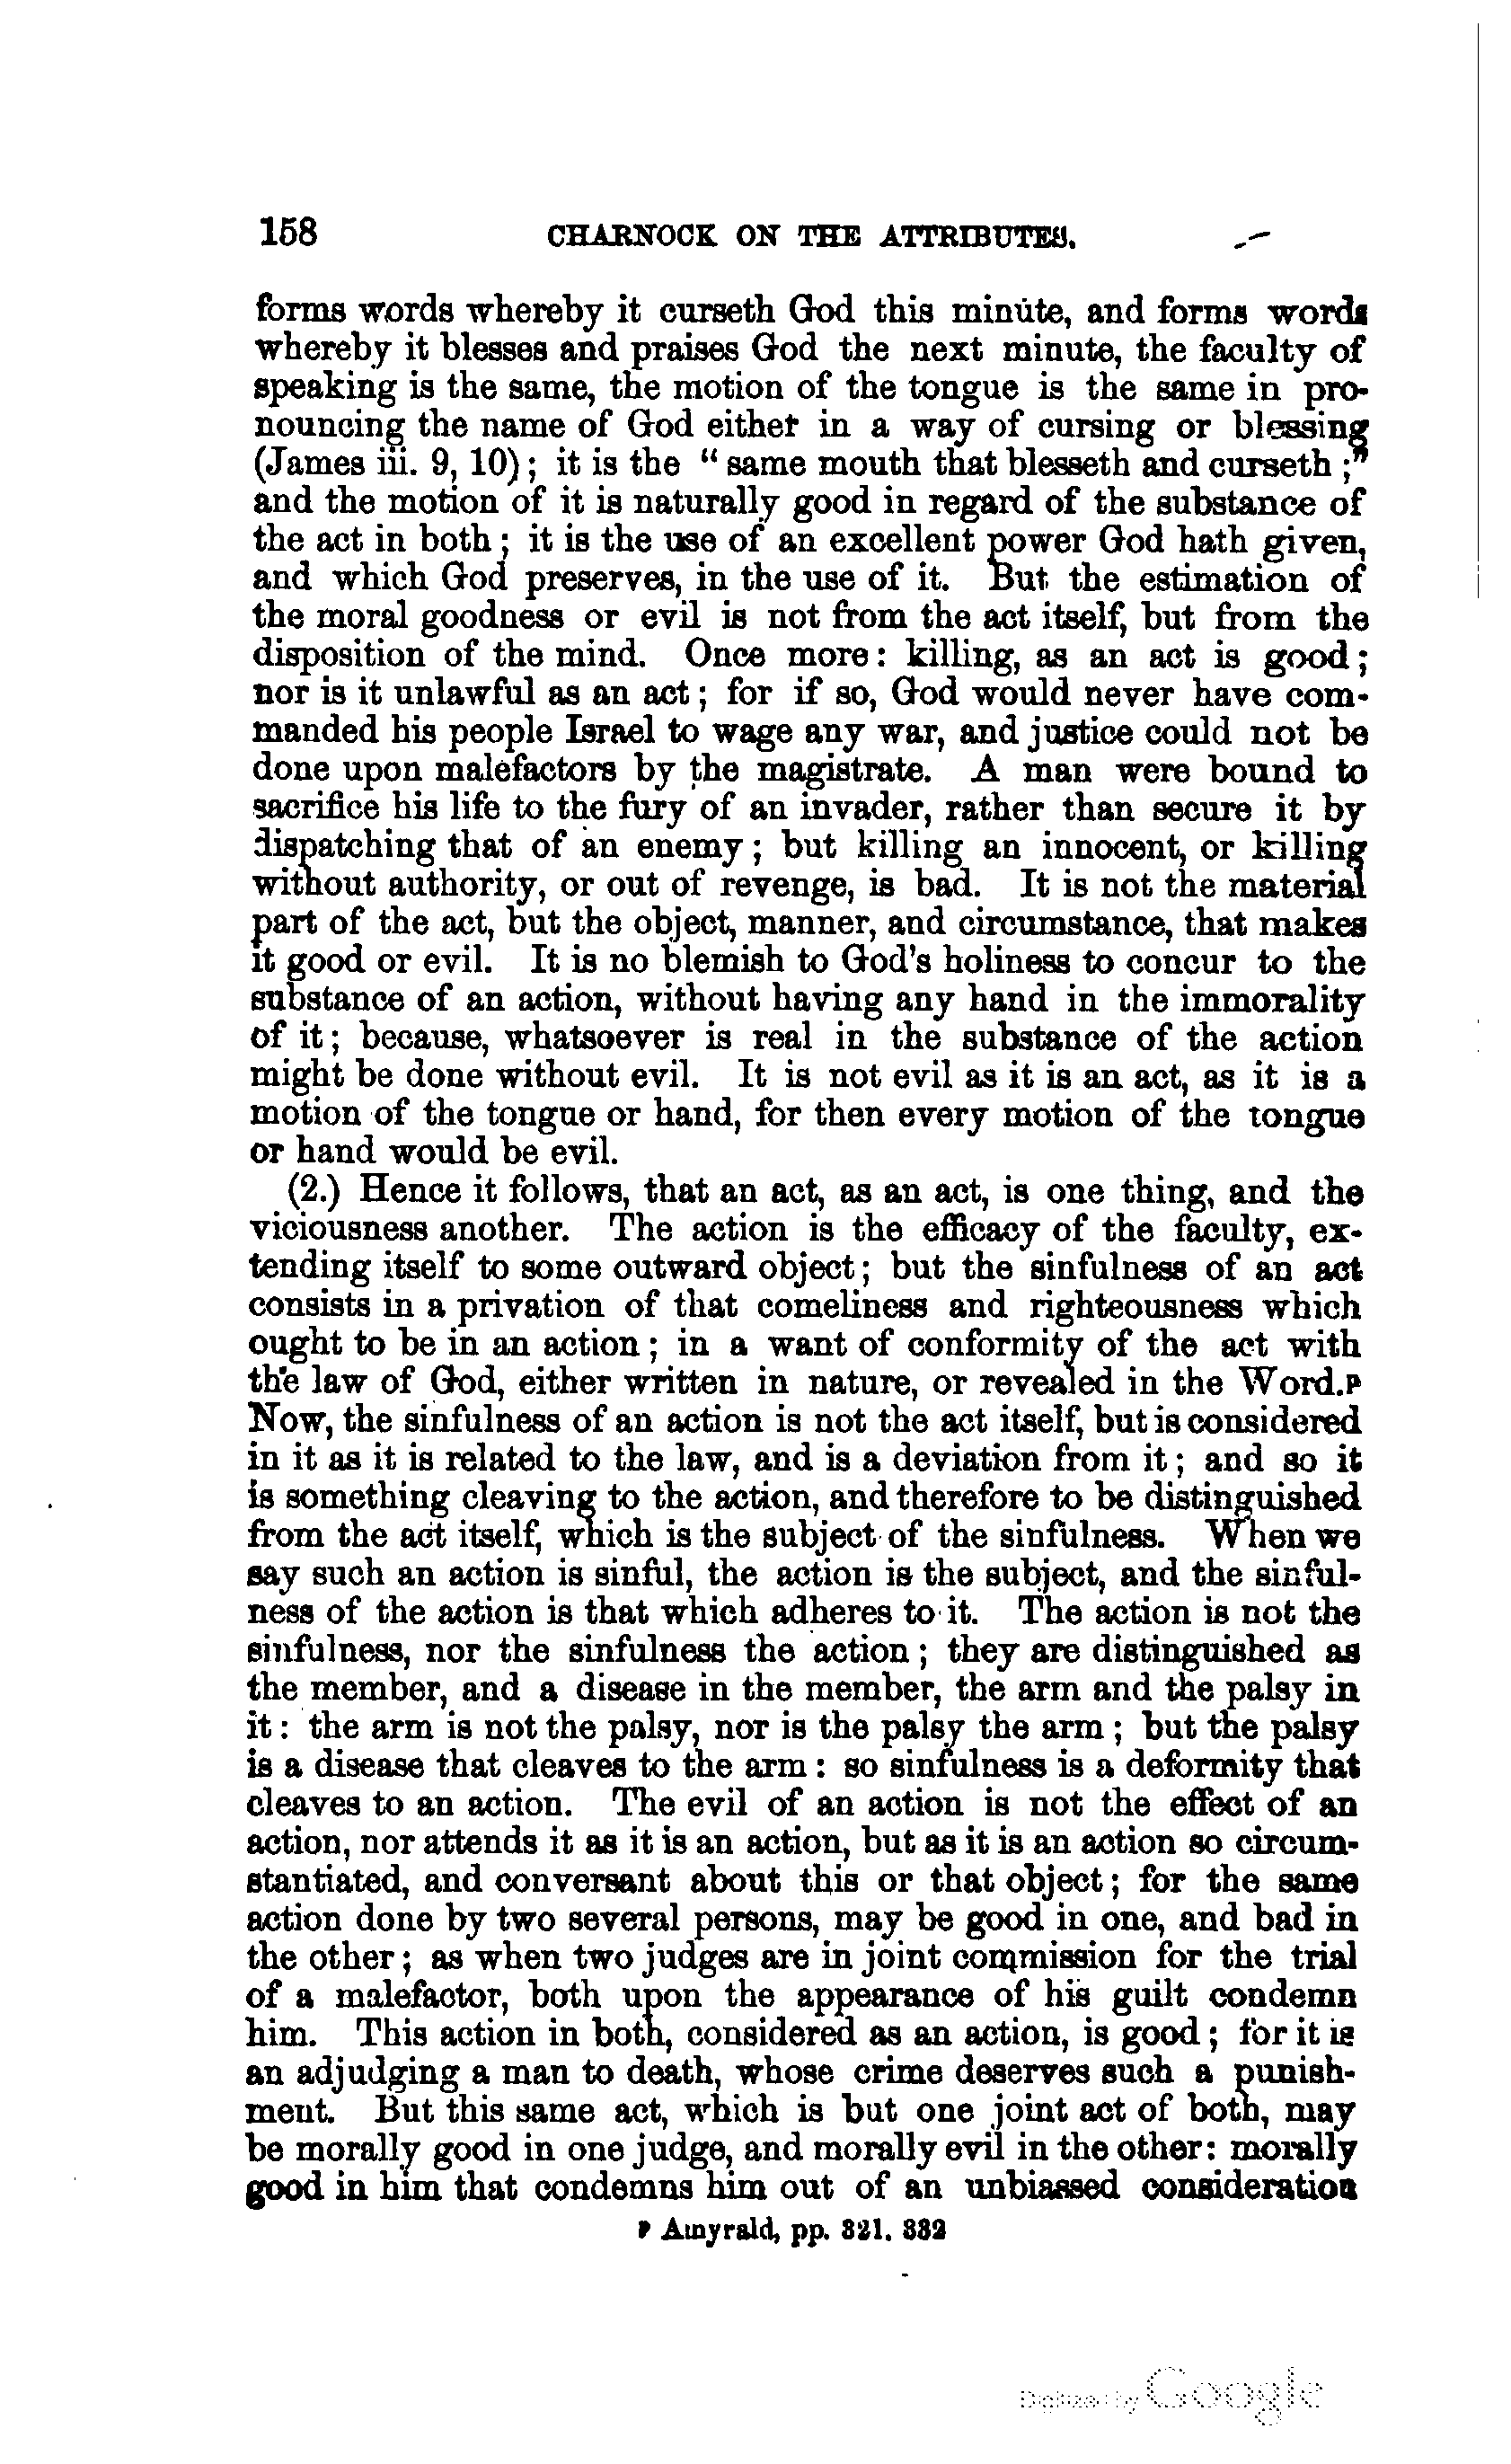 158 CHARNOCK ON THE ATTRIBUTES.
forms words whereby it curseth God this minute, and forms words
whereby it blesses and praises God the next minute, the faculty of
speaking is the same, the motion of the tongue is the same in pro-
nouncing the name of God either in a way of cursing or blessing
(James iii. 9, 10); it is the "same mouth that blesseth and curseth;"
and the motion of it is naturally good in regard of the substance of
the act in both; it is the use of an excellent power God hath given,
and which God preserves, in the use of it. But the estimation of
the moral goodness or evil is not from the act itself, but from the
disposition of the mind. Once more: killing, as an act is good;
nor is it unlawful as an act; for if so, God would never have com-
manded his people Israel to wage any war, and justice could not be
done upon malefactors by the magistrate. A man were bound to
sacrifice his life to the fury of an invader, rather than secure it by
dispatching that of an enemy; but killing an innocent, or killing
without authority, or out of revenge, is bad. It is not the material
part of the act, but the object, manner, and circumstance, that makes
it good or evil. It is no blemish to God's holiness to concur to the
substance of an action, without having any hand in the immorality
of it; because, whatsoever is real in the substance of the action
might be done without evil. It is not evil as it is an act, as it is a
motion of the tongue or hand, for then every motion of the tongue
or hand would be evil.
(2.) Hence it follows, that an act, as an act, is one thing, and the
viciousness another. The action is the efficacy of the faculty, ex-
tending itself to some outward object; but the sinfulness of an act
consists in a privation of that comeliness and righteousness which
ought to be in an action; in a want of conformity of the act with
the law of God, either written in nature, or revealed in the Word.p
Now, the sinfulness of an action is not the act itself, but is considered
in it as it is related to the law, and is a deviation from it; and so it
is something cleaving to the action, and therefore to be distinguished
from the act itself, which is the subject of the sinfulness. When we
say such an action is sinful, the action is the subject, and the sinful-
ness of the action is that which adheres to it. The action is not the
sinfulness, nor the sinfulness the action; they are distinguished as
the member, and a disease in the member, the arm and the palsy in
it: the arm is not the palsy, nor is the palsy the arm; but the palsy
is a disease that cleaves to the arm: so sinfulness is a deformity that
cleaves to an action. The evil of an action is not the effect of an
action, nor attends it as it is an action, but as it is an action so circum-
stantiated, and conversant about this or that object; for the same
action done by two several persons, may be good in one, and bad in
the other; as when two judges are in joint commission for the trial
of a malefactor, both upon the appearance of his guilt condemn
him. This action in both, considered as an action, is good; for it is
an adjudging a man to death, whose crime deserves such a punish-
ment. But this same act, which is but one joint act of both, may
be morally good in one judge, and morally evil in the other: morally
good in him that condemns him out of an unbiassed consideration
p Amyrald, pp. 321. 332
Digitized by Google